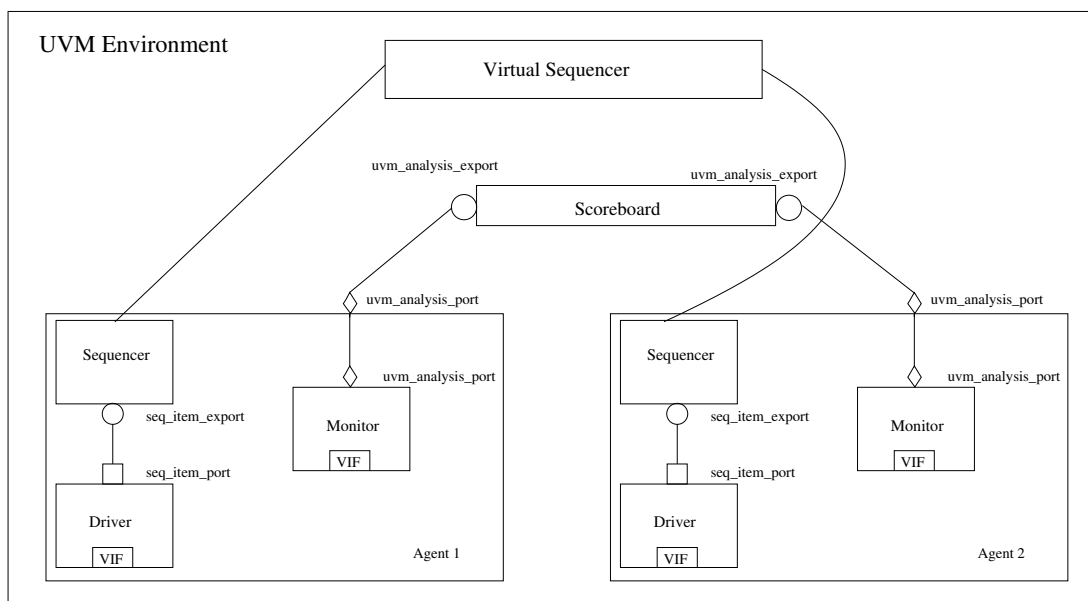 UVM Environment
Virtual Sequencer
uvm_analysis_export
uvm_analysis_export
Scoreboard
uvm_analysis_port
uvm_analysis_port
Sequencer
uvm_analysis_port
seq_item_export
Monitor
VIF
seq_item_port
Driver
VIF
Agent 1
Sequencer
uvm_analysis_port
seq_item_export
Monitor
VIF
seq_item_port
Driver
VIF
Agent 2